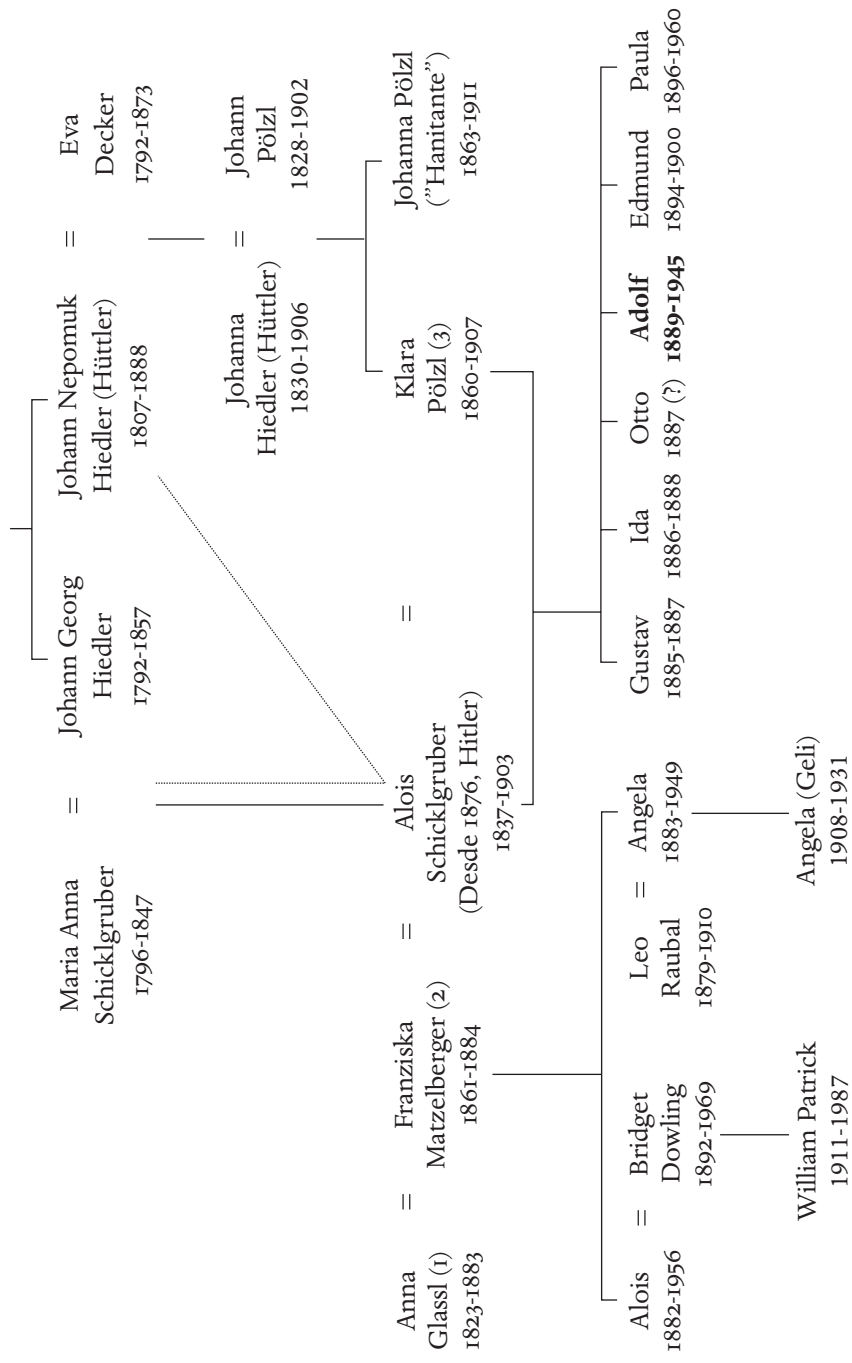 Maria Anna
Schicklgruber
1796-1847
=
Johann Georg
Hiedler
1792-1857
Johann Nepomuk
Hiedler (Hüttler)
1807-1888
=
Eva
Decker
1792-1873
Johanna
Hiedler (Hüttler)
1830-1906
=
Johann
Pölzl
1828-1902
Anna
Glassl (1)
1823-1883
=
Franziska
Matzelberger (2)
1861-1884
=
Alois
Schicklgruber
(Desde 1876, Hitler)
1837-1903
=
Klara
Pölzl (3)
1860-1907
Johanna Pölzl
("Hanitante")
1863-1911
Alois
1882-1956
=
Bridget
Dowling
1892-1969
Leo
Raubal
1879-1910
=
Angela
1883-1949
Gustav
1885-1887
Ida
1886-1888
Otto
1887 (?)
Adolf
1889-1945
Edmund
1894-1900
Paula
1896-1960
William Patrick
1911-1987
Angela (Geli)
1908-1931